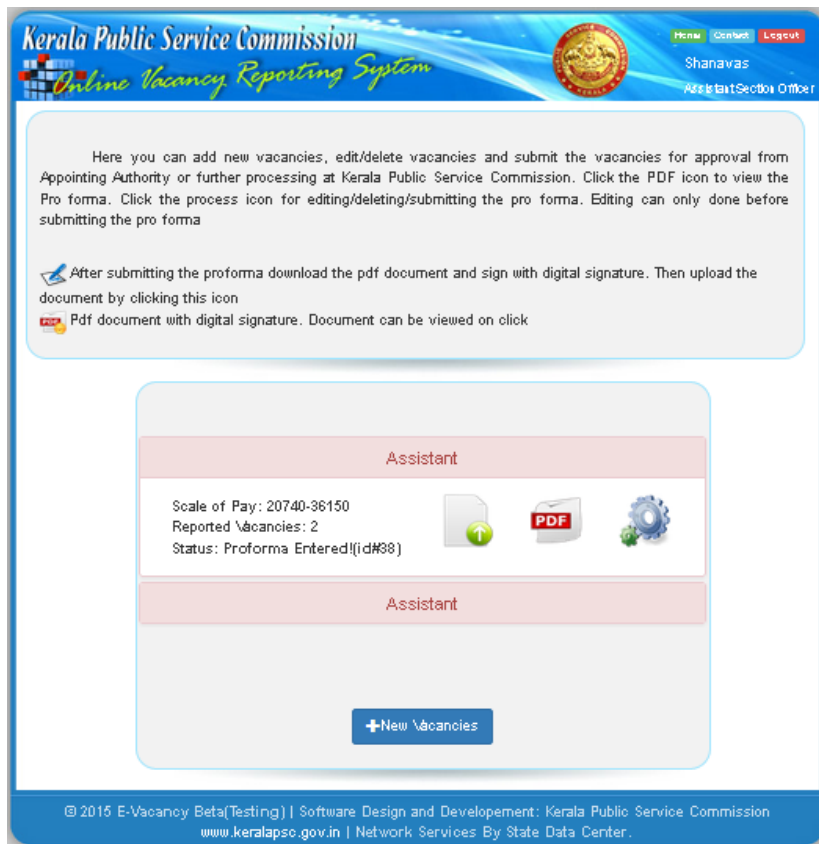 Kerala Public Service Commission
Online Vacancy Reporting System
Home Contact Logout
Shanavas
AssistantSection Officer
Here you can add new vacancies, edit/delete vacancies and submit the vacancies for approval from
Appointing Authority or further processing at Kerala Public Service Commission. Click the PDF icon to view the
Pro forma. Click the process icon for editing/deleting/submitting the pro forma. Editing can only done before
submitting the pro forma
After submitting the proforma download the pdf document and sign with digital signature. Then upload the
document by clicking this icon
PDF Pdf document with digital signature. Document can be viewed on click
Assistant
Scale of Pay: 20740-36150
Reported Vacancies: 2
Status: Proforma Entered!(id#38)
PDF
Assistant
New Vacancies
© 2015 E-Vacancy Beta(Testing) | Software Design and Developement: Kerala Public Service Commission
www.keralapsc.gov.in | Network Services By State Data Center.